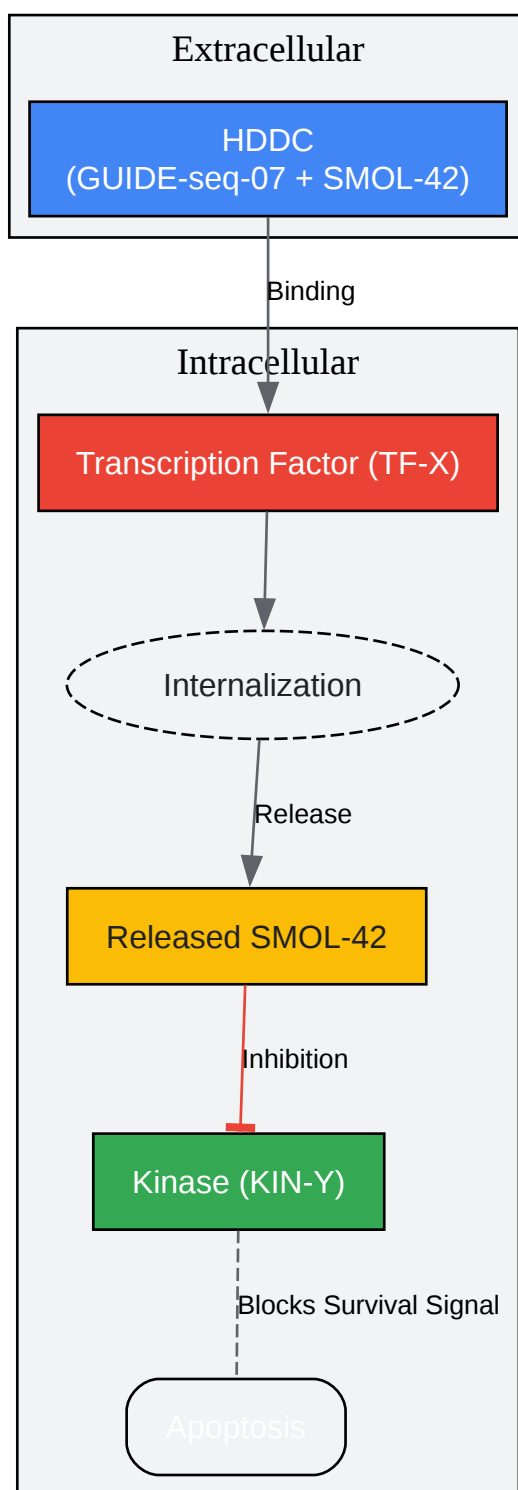 Extracellular
HDDC
(GUIDE-seq-07 + SMOL-42)
Binding
Intracellular
Transcription Factor (TF-X)
Internalization
Release
Released SMOL-42
Inhibition
Kinase (KIN-Y)
Blocks Survival Signal
Apoptosis